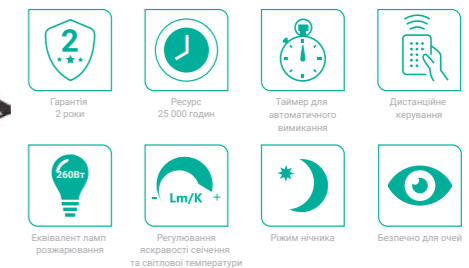 2
Гарантія
2 роки
Ресурс
25 000 годин
Таймер для
автоматичного
вимикання
Дистанційне
керування
260Вт
Еквівалент ламп
розжарювання
- Lm/K +
Регулювання
яскравості свічення
та світлової температури
Ріжим нічника
Безпечно для очей